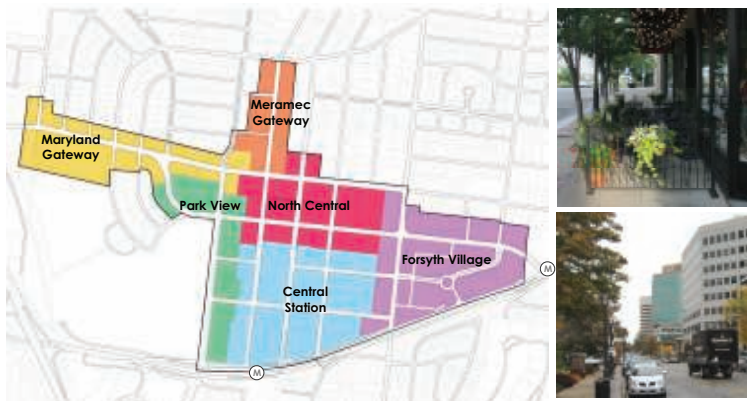 Meramec
Gateway
Maryland
Gateway
Park View
North Central
Forsyth Village
Central
Station
M
M